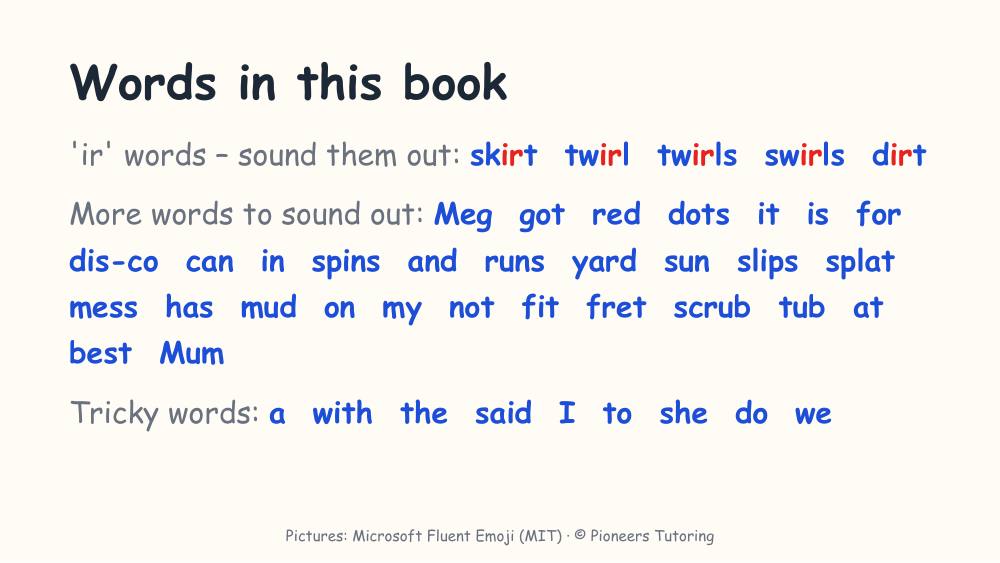 Words in this book
'ir' words – sound them out: skirt twirl twirls swirls dirt
More words to sound out: Meg got red dots it is for
dis-co can in spins and runs yard sun slips splat
mess has mud on my not fit fret scrub tub at
best Mum
Tricky words: a with the said I to she do we
Pictures: Microsoft Fluent Emoji (MIT) · © Pioneers Tutoring